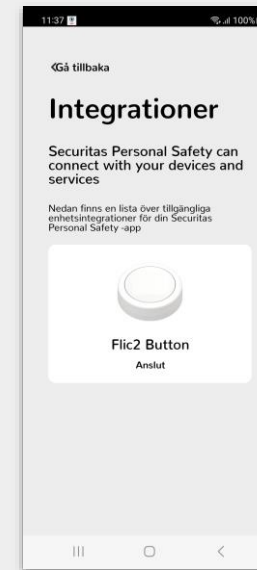 11:37
100%
Gå tillbaka
Integrationer
Securitas Personal Safety can
connect with your devices and
services
Nedan finns en lista över tillgängliga
enhetsintegrationer för din Securitas
Personal Safety -app
Flic2 Button
Anslut